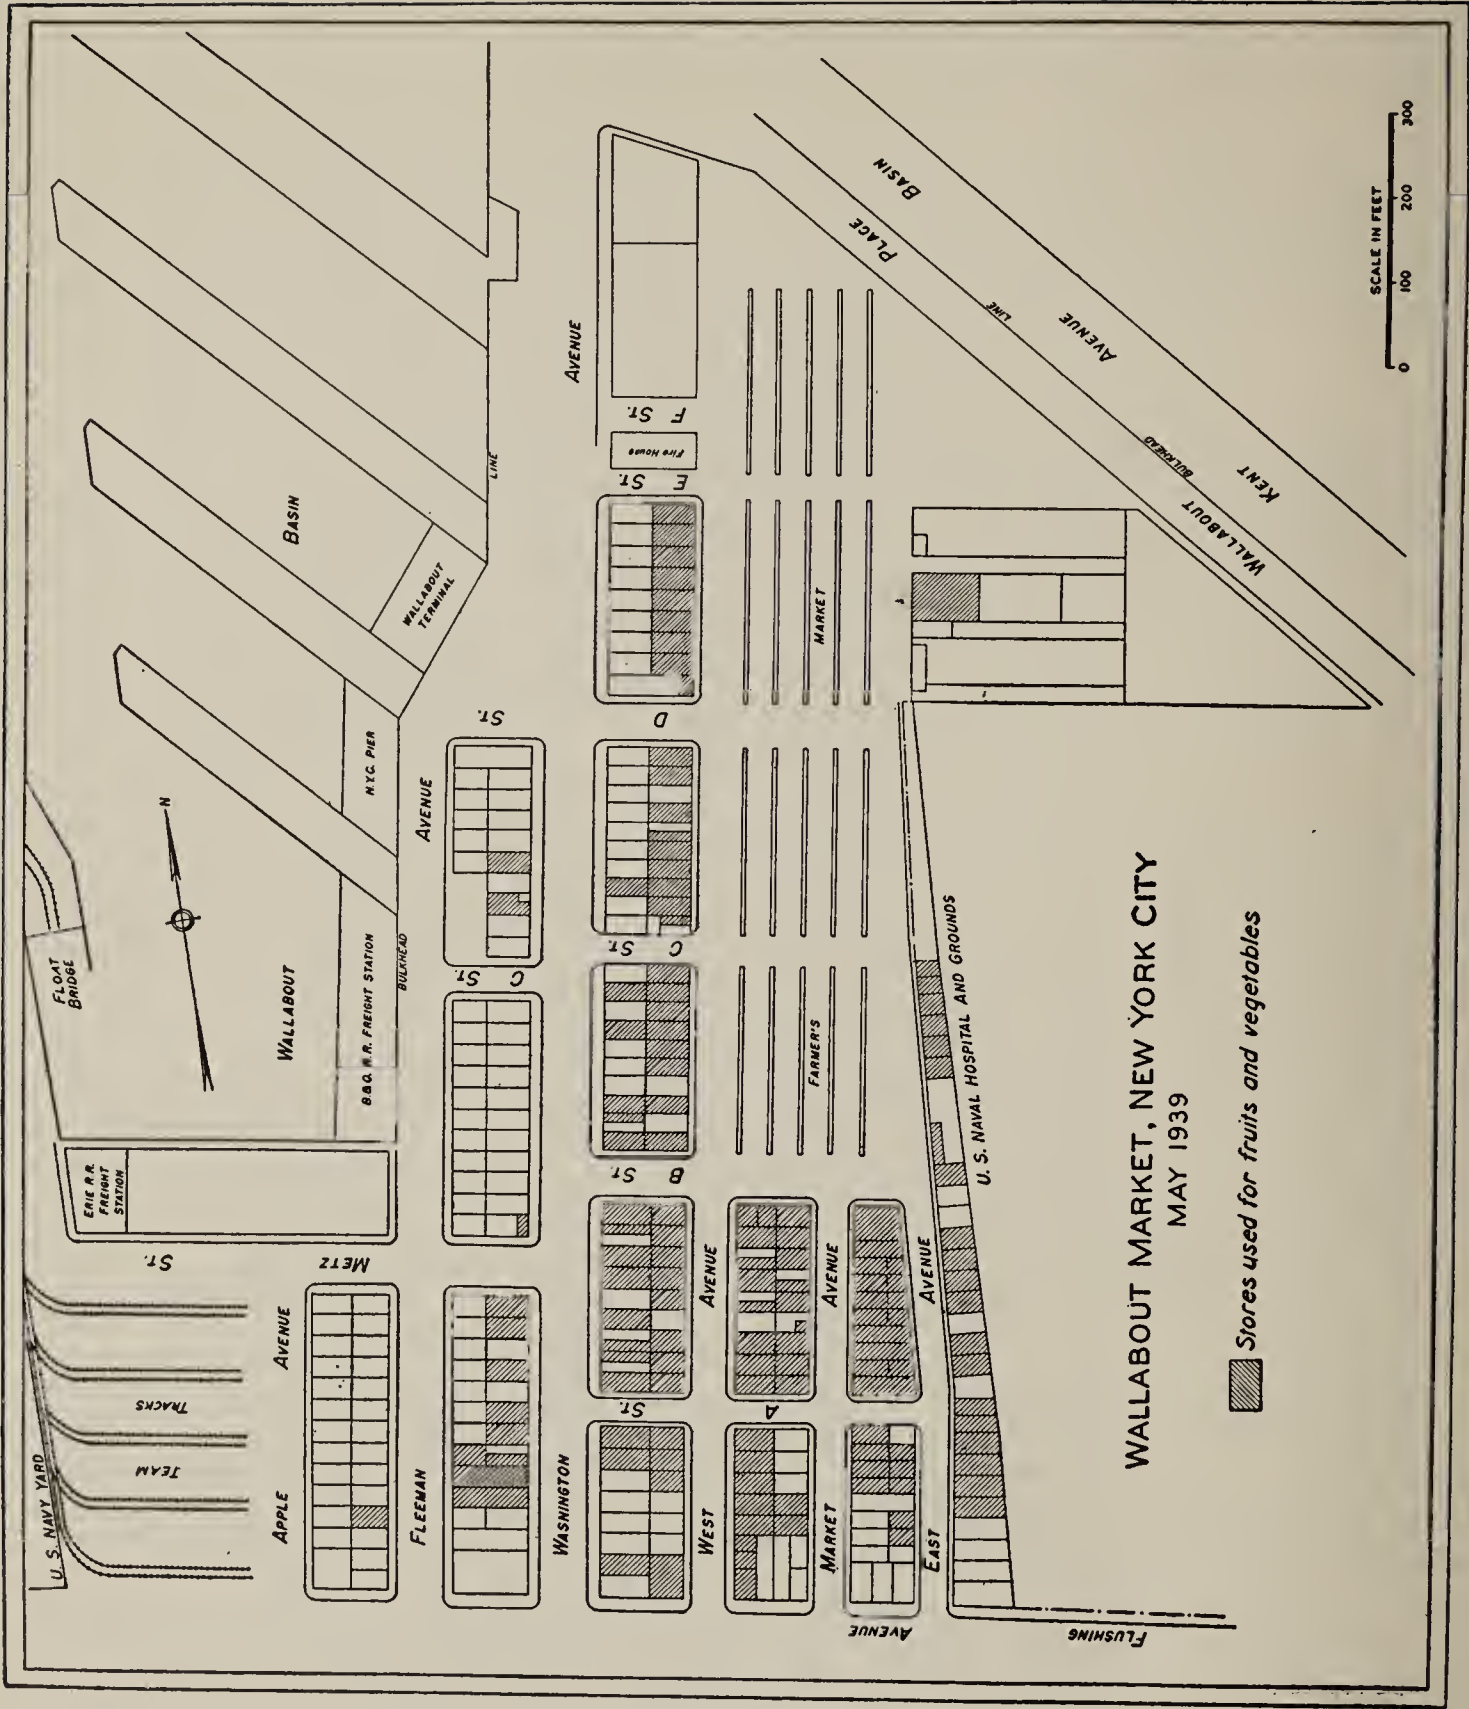 WALLABOUT MARKET, NEW YORK CITY
MAY 1939
Stores used for fruits and vegetables
SCALE IN FEET
0 100 200 300
U. S. NAVY YARD
TEAM
TRACKS
FLOAT
BRIDGE
ERIE R.R.
FREIGHT
STATION
ST.
METZ
APPLE
AVENUE
FLEEMAN
AVENUE
WALLABOUT
BASIN
N
B.&O. R.R. FREIGHT STATION
BULKHEAD
LINE
N.Y.C. PIER
WALLABOUT
TERMINAL
WASHINGTON
AVENUE
ST.
C
ST.
ST.
ST.
B
ST.
C
D
ST.
E
Fire House
ST.
F
A
WEST
AVENUE
MARKET
AVENUE
EAST
AVENUE
FARMER'S
MARKET
U. S. NAVAL HOSPITAL AND GROUNDS
FLUSHING
AVENUE
WALLABOUT
PLACE
BULKHEAD
LINE
KENT
AVENUE
BASIN